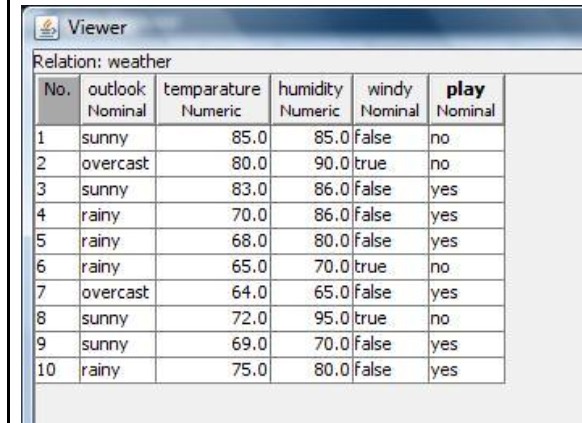 Viewer
Relation: weather
No. outlook temparature humidity windy play
Nominal Numeric Numeric Nominal Nominal
1 sunny 85.0 85.0 false no
2 overcast 80.0 90.0 true no
3 sunny 83.0 86.0 false yes
4 rainy 70.0 86.0 false yes
5 rainy 68.0 80.0 false yes
6 rainy 65.0 70.0 true no
7 overcast 64.0 65.0 false yes
8 sunny 72.0 95.0 true no
9 sunny 69.0 70.0 false yes
10 rainy 75.0 80.0 false yes